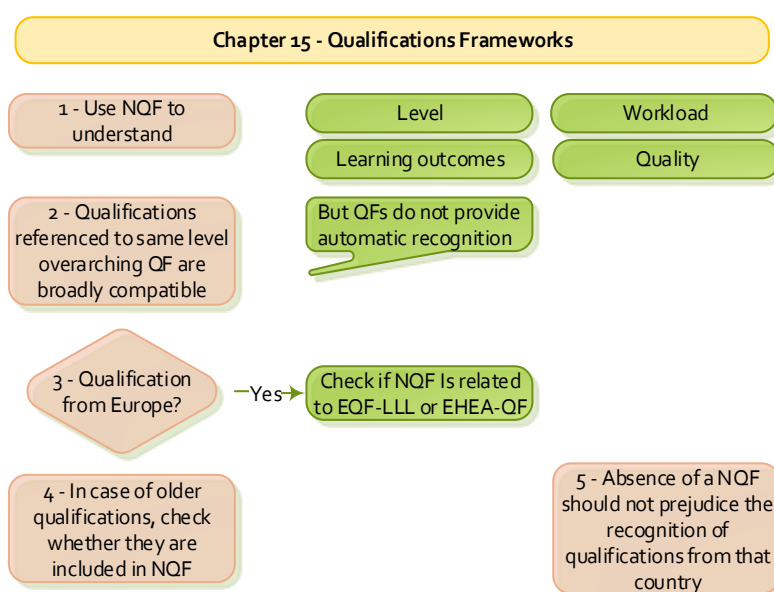 Chapter 15 - Qualifications Frameworks
1 - Use NQF to
understand
Level
Workload
Learning outcomes
Quality
2 - Qualifications
referenced to same level
overarching QF are
broadly compatible
But QFs do not provide
automatic recognition
3 - Qualification
from Europe?
Yes
Check if NQF Is related
to EQF-LLL or EHEA-QF
4 - In case of older
qualifications, check
whether they are
included in NQF
5 - Absence of a NQF
should not prejudice the
recognition of
qualifications from that
country